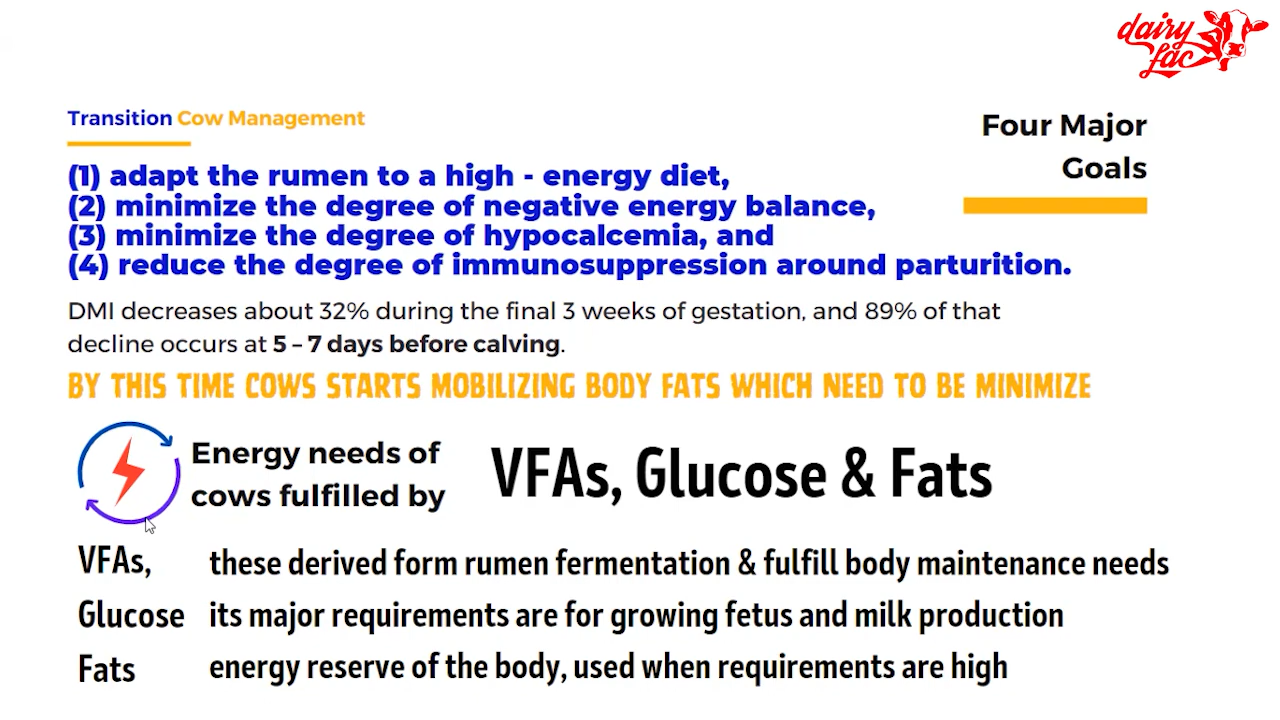 dairy
fac
Transition Cow Management
Four Major
Goals
(1) adapt the rumen to a high - energy diet,
(2) minimize the degree of negative energy balance,
(3) minimize the degree of hypocalcemia, and
(4) reduce the degree of immunosuppression around parturition.
DMI decreases about 32% during the final 3 weeks of gestation, and 89% of that
decline occurs at 5 – 7 days before calving.
BY THIS TIME COWS STARTS MOBILIZING BODY FATS WHICH NEED TO BE MINIMIZE
Energy needs of
cows fulfilled by
VFAs, Glucose & Fats
VFAs, these derived form rumen fermentation & fulfill body maintenance needs
Glucose its major requirements are for growing fetus and milk production
Fats energy reserve of the body, used when requirements are high